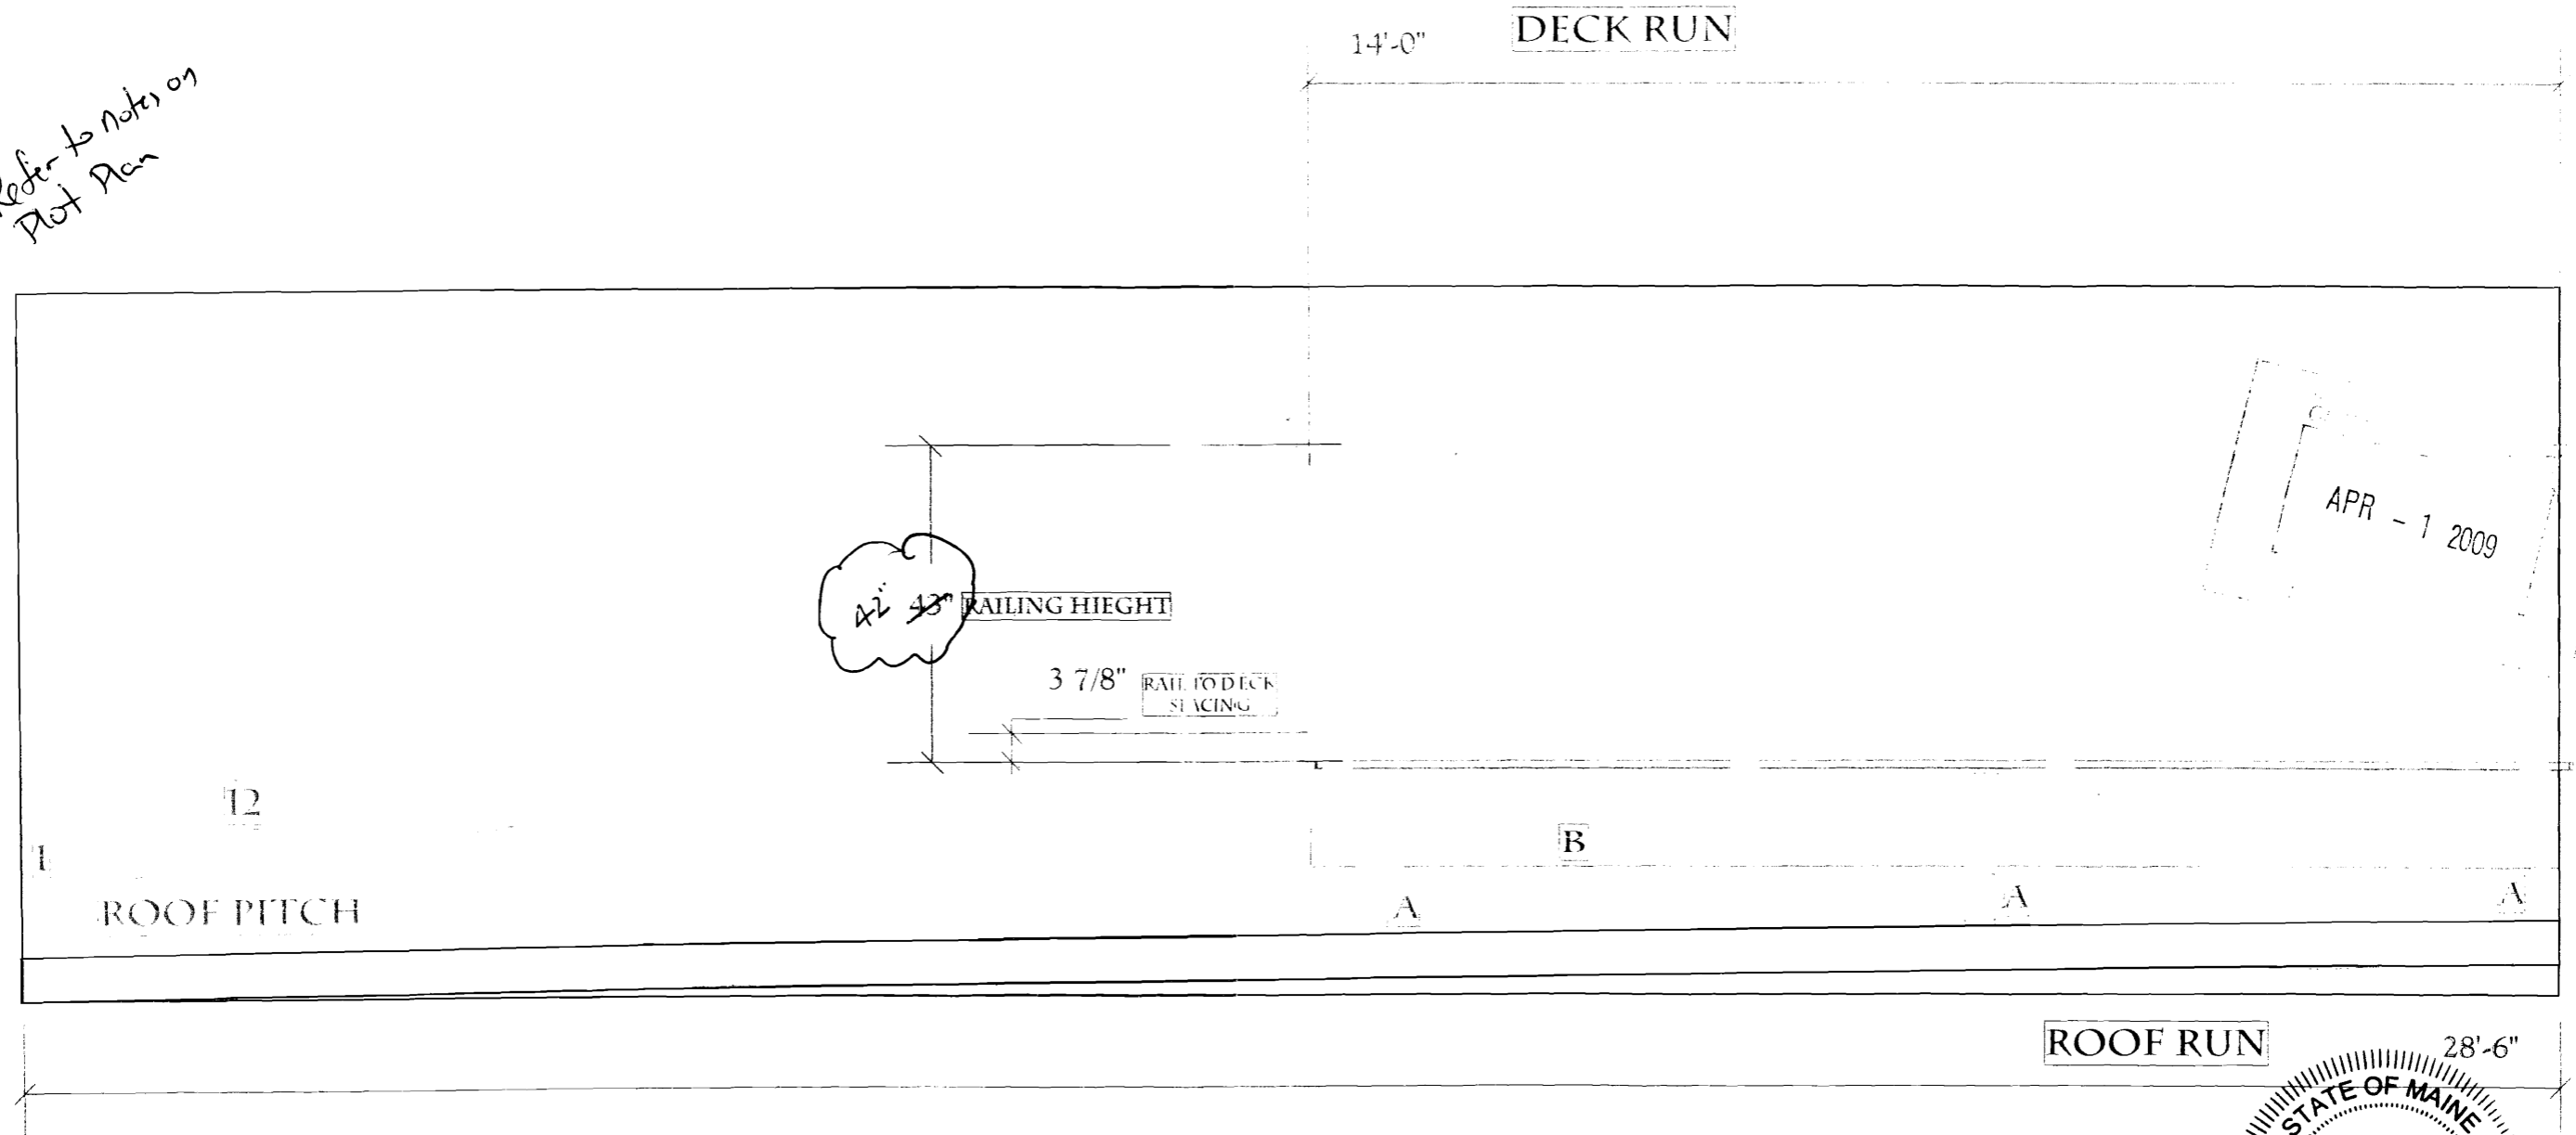 DECK RUN
14'-0"
Refer to notes on
Plot Plan
APR - 1 2009
42" 43" RAILING HIEGHT
3 7/8" RAIL TO DECK
SPACING
12
1
B
ROOF PITCH
A A A
ROOF RUN
28'-6"
STATE OF MAINE